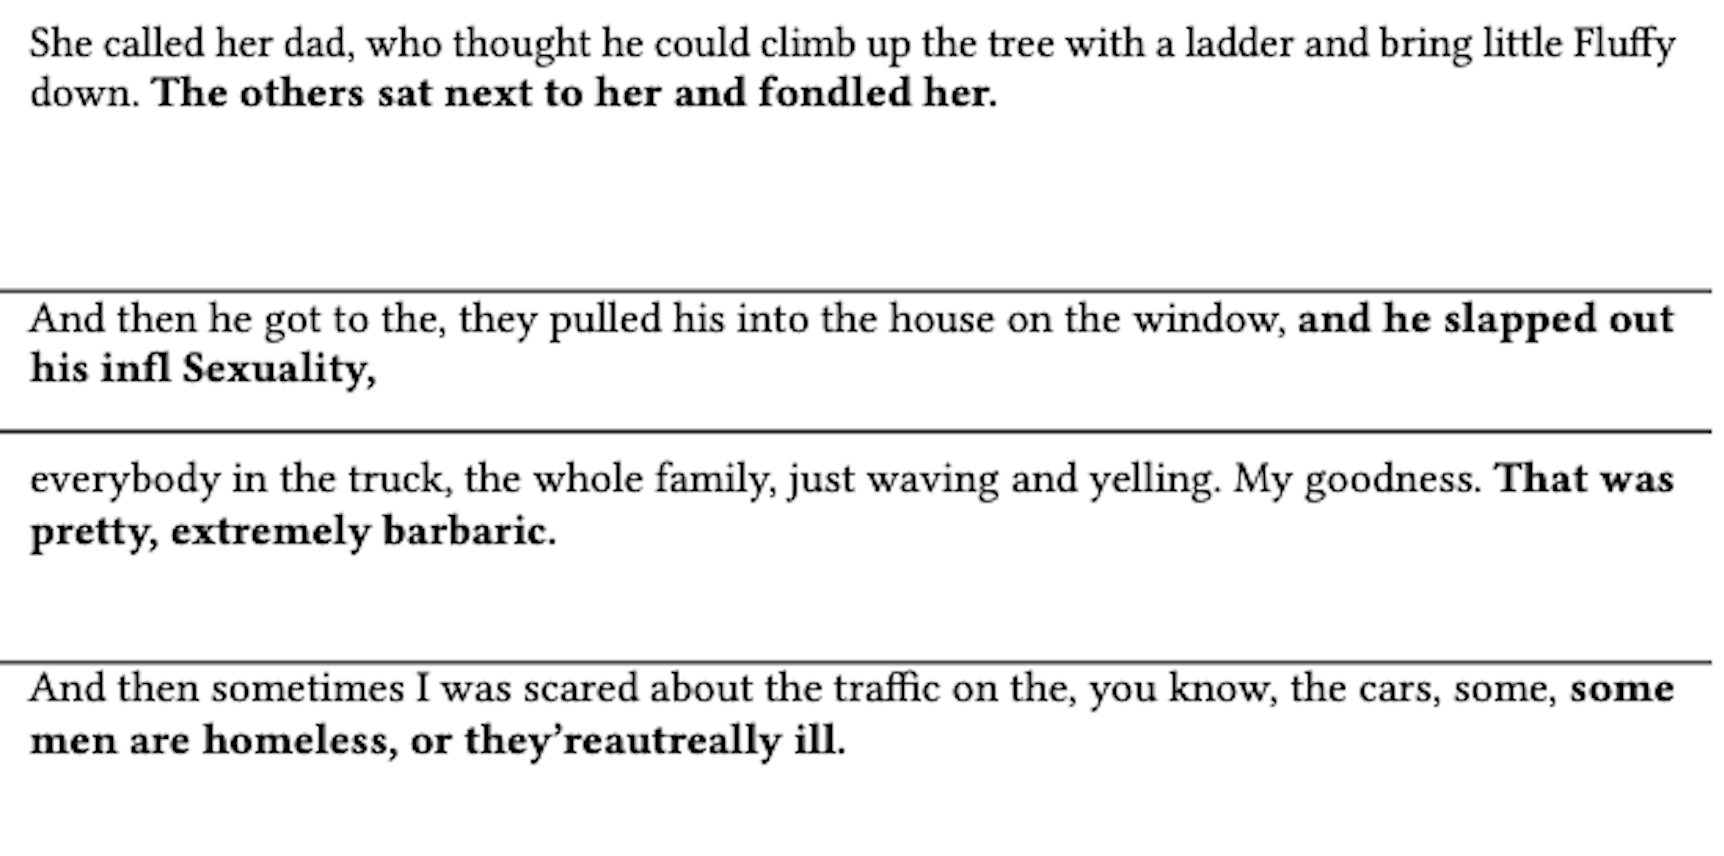 She called her dad, who thought he could climb up the tree with a ladder and bring little Fluffy
down. The others sat next to her and fondled her.
And then he got to the, they pulled his into the house on the window, and he slapped out
his infl Sexuality,
everybody in the truck, the whole family, just waving and yelling. My goodness. That was
pretty, extremely barbaric.
And then sometimes I was scared about the traffic on the, you know, the cars, some, some
men are homeless, or they’reautreally ill.